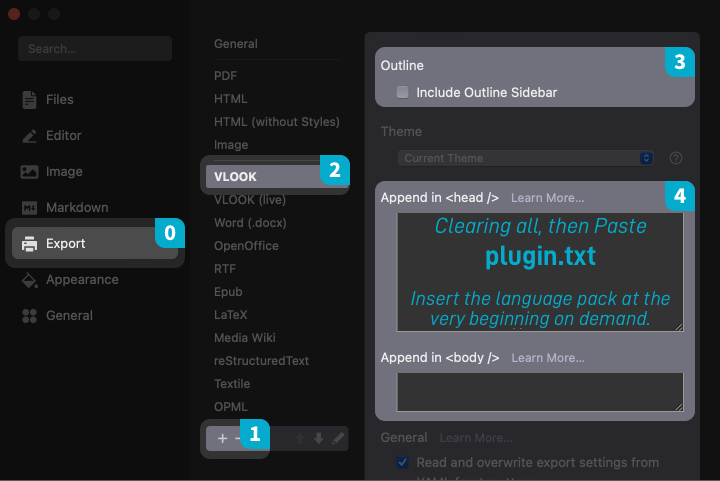 Search...
Files
Editor
Image
Markdown
Export
0
Appearance
General
General
PDF
HTML
HTML (without Styles)
Image
VLOOK
2
VLOOK (live)
Word (.docx)
OpenOffice
RTF
Epub
LaTeX
Media Wiki
reStructuredText
Textile
OPML
+ -
1
Outline
3
Include Outline Sidebar
Theme
Current Theme
?
Append in <head /> Learn More...
4
Clearing all, then Paste
plugin.txt
Insert the language pack at the
very beginning on demand.
Append in <body /> Learn More...
General Learn More...
Read and overwrite export settings from